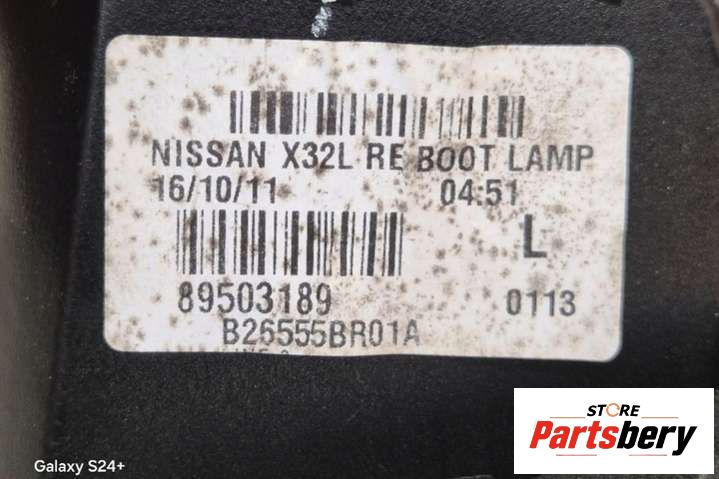 NISSAN X32L RE BOOT LAMP
16/10/11 04:51
L
89503189 0113
B26555BR01A
Galaxy S24+
STORE
Partsbery